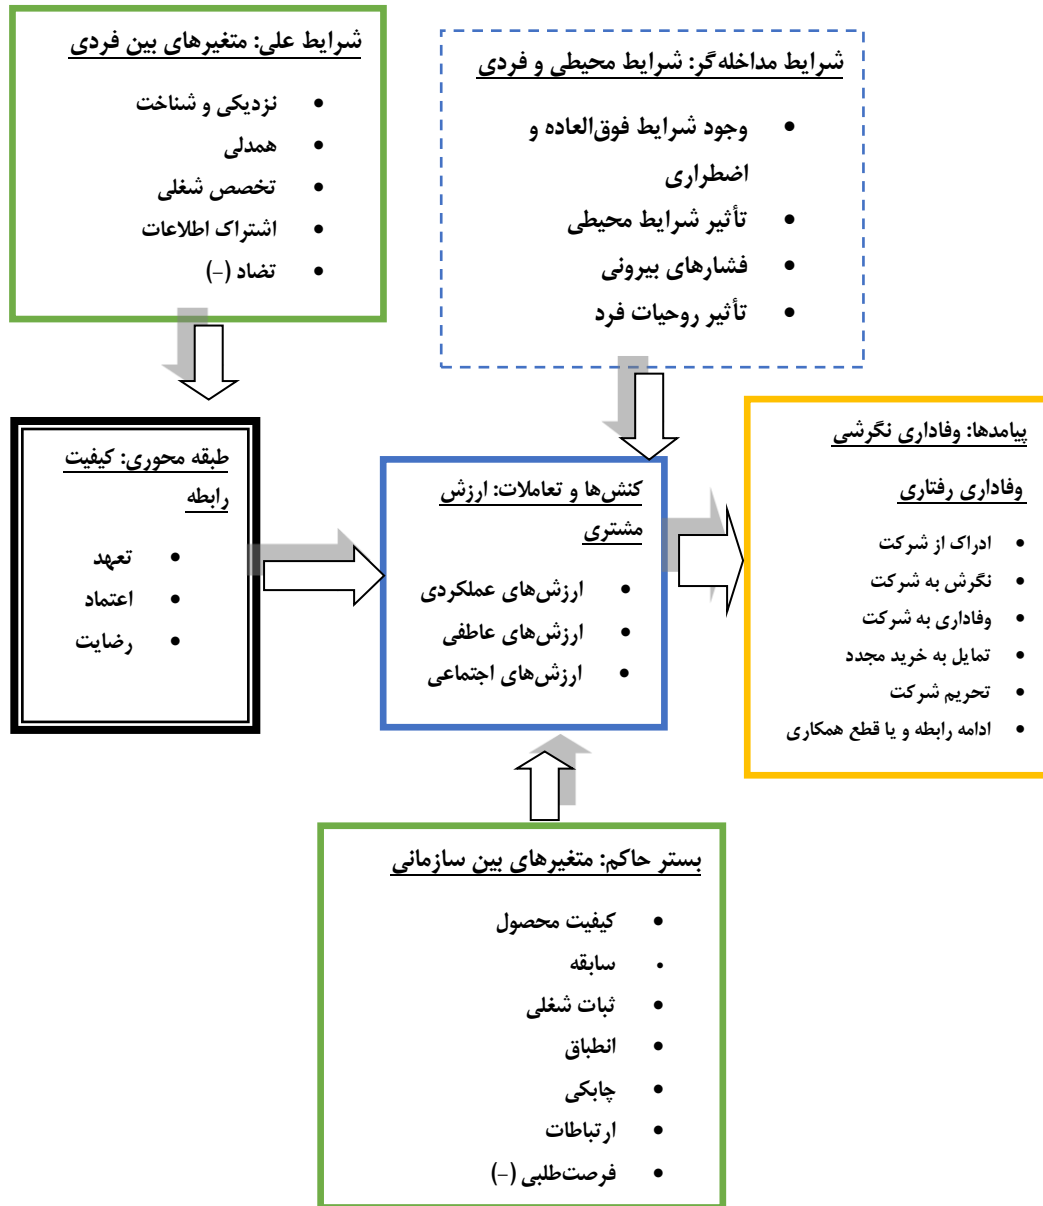 شرایط علی: متغیرهای بین فردی
• نزدیکی و شناخت
• همدلی
• تخصص شغلی
• اشتراک اطلاعات
• تضاد (–)
شرایط مداخله‌گر: شرایط محیطی و فردی
• وجود شرایط فوق‌العاده و
اضطراری
• تأثیر شرایط محیطی
• فشارهای بیرونی
• تأثیر روحیات فرد
طبقه محوری: کیفیت
رابطه
• تعهد
• اعتماد
• رضایت
کنش‌ها و تعاملات: ارزش
مشتری
• ارزش‌های عملکردی
• ارزش‌های عاطفی
• ارزش‌های اجتماعی
پیامدها: وفاداری نگرشی
وفاداری رفتاری
• ادراک از شرکت
• نگرش به شرکت
• وفاداری به شرکت
• تمایل به خرید مجدد
• تحریم شرکت
• ادامه رابطه و یا قطع همکاری
بستر حاکم: متغیرهای بین سازمانی
• کیفیت محصول
• سابقه
• ثبات شغلی
• انطباق
• چابکی
• ارتباطات
• فرصت‌طلبی (–)